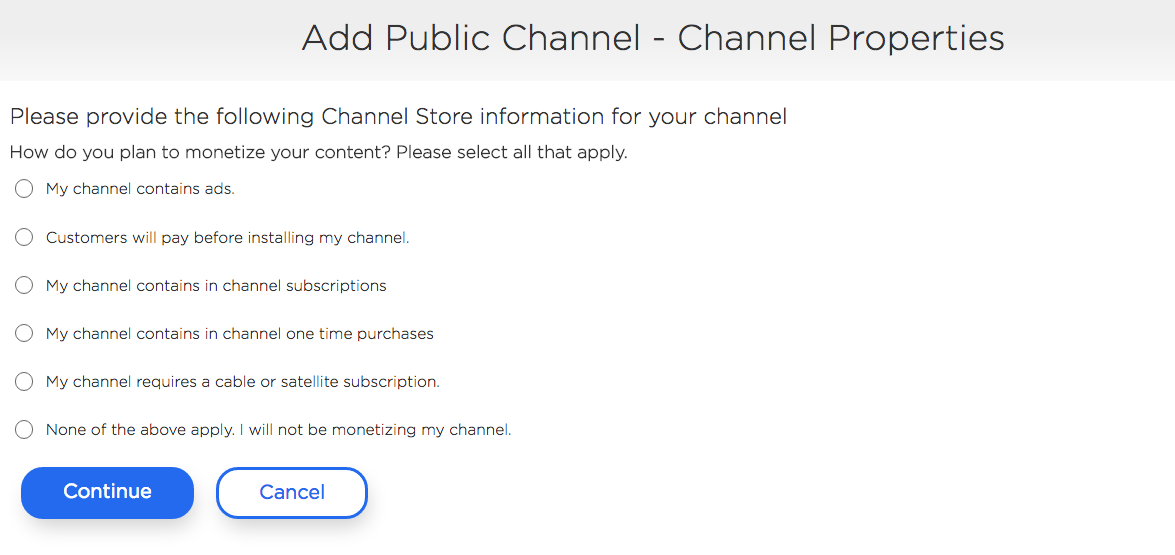 Add Public Channel - Channel Properties
Please provide the following Channel Store information for your channel
How do you plan to monetize your content? Please select all that apply.
My channel contains ads.
Customers will pay before installing my channel.
My channel contains in channel subscriptions
My channel contains in channel one time purchases
My channel requires a cable or satellite subscription.
None of the above apply. I will not be monetizing my channel.
Continue
Cancel